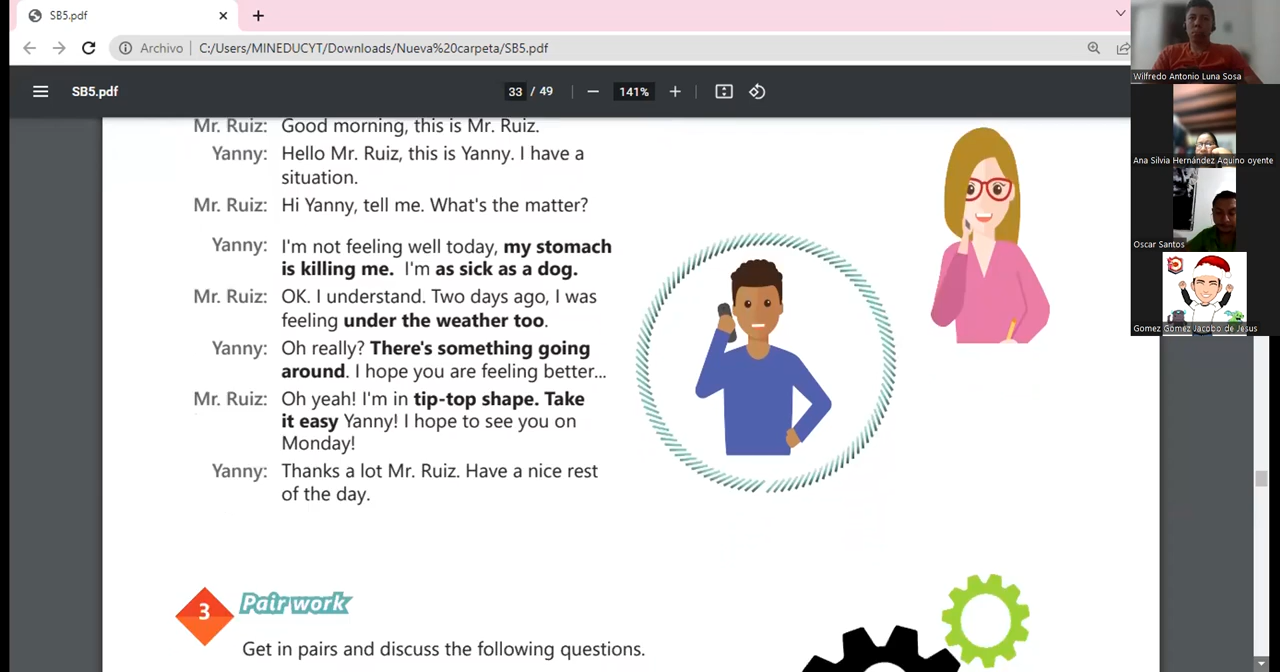 SB5.pdf
Archivo C:/Users/MINEDUCYT/Downloads/Nueva%20carpeta/SB5.pdf
SB5.pdf 33 / 49 141%
Mr. Ruiz: Good morning, this is Mr. Ruiz.
Yanny: Hello Mr. Ruiz, this is Yanny. I have a
situation.
Mr. Ruiz: Hi Yanny, tell me. What's the matter?
Yanny: I'm not feeling well today, my stomach
is killing me. I'm as sick as a dog.
Mr. Ruiz: OK. I understand. Two days ago, I was
feeling under the weather too.
Yanny: Oh really? There's something going
around. I hope you are feeling better...
Mr. Ruiz: Oh yeah! I'm in tip-top shape. Take
it easy Yanny! I hope to see you on
Monday!
Yanny: Thanks a lot Mr. Ruiz. Have a nice rest
of the day.
3 Pair work
Get in pairs and discuss the following questions.
Wilfredo Antonio Luna Sosa
Ana Silvia Hernández Aquino oyente
Oscar Santos
Gomez Gomez Jacobo de Jesus